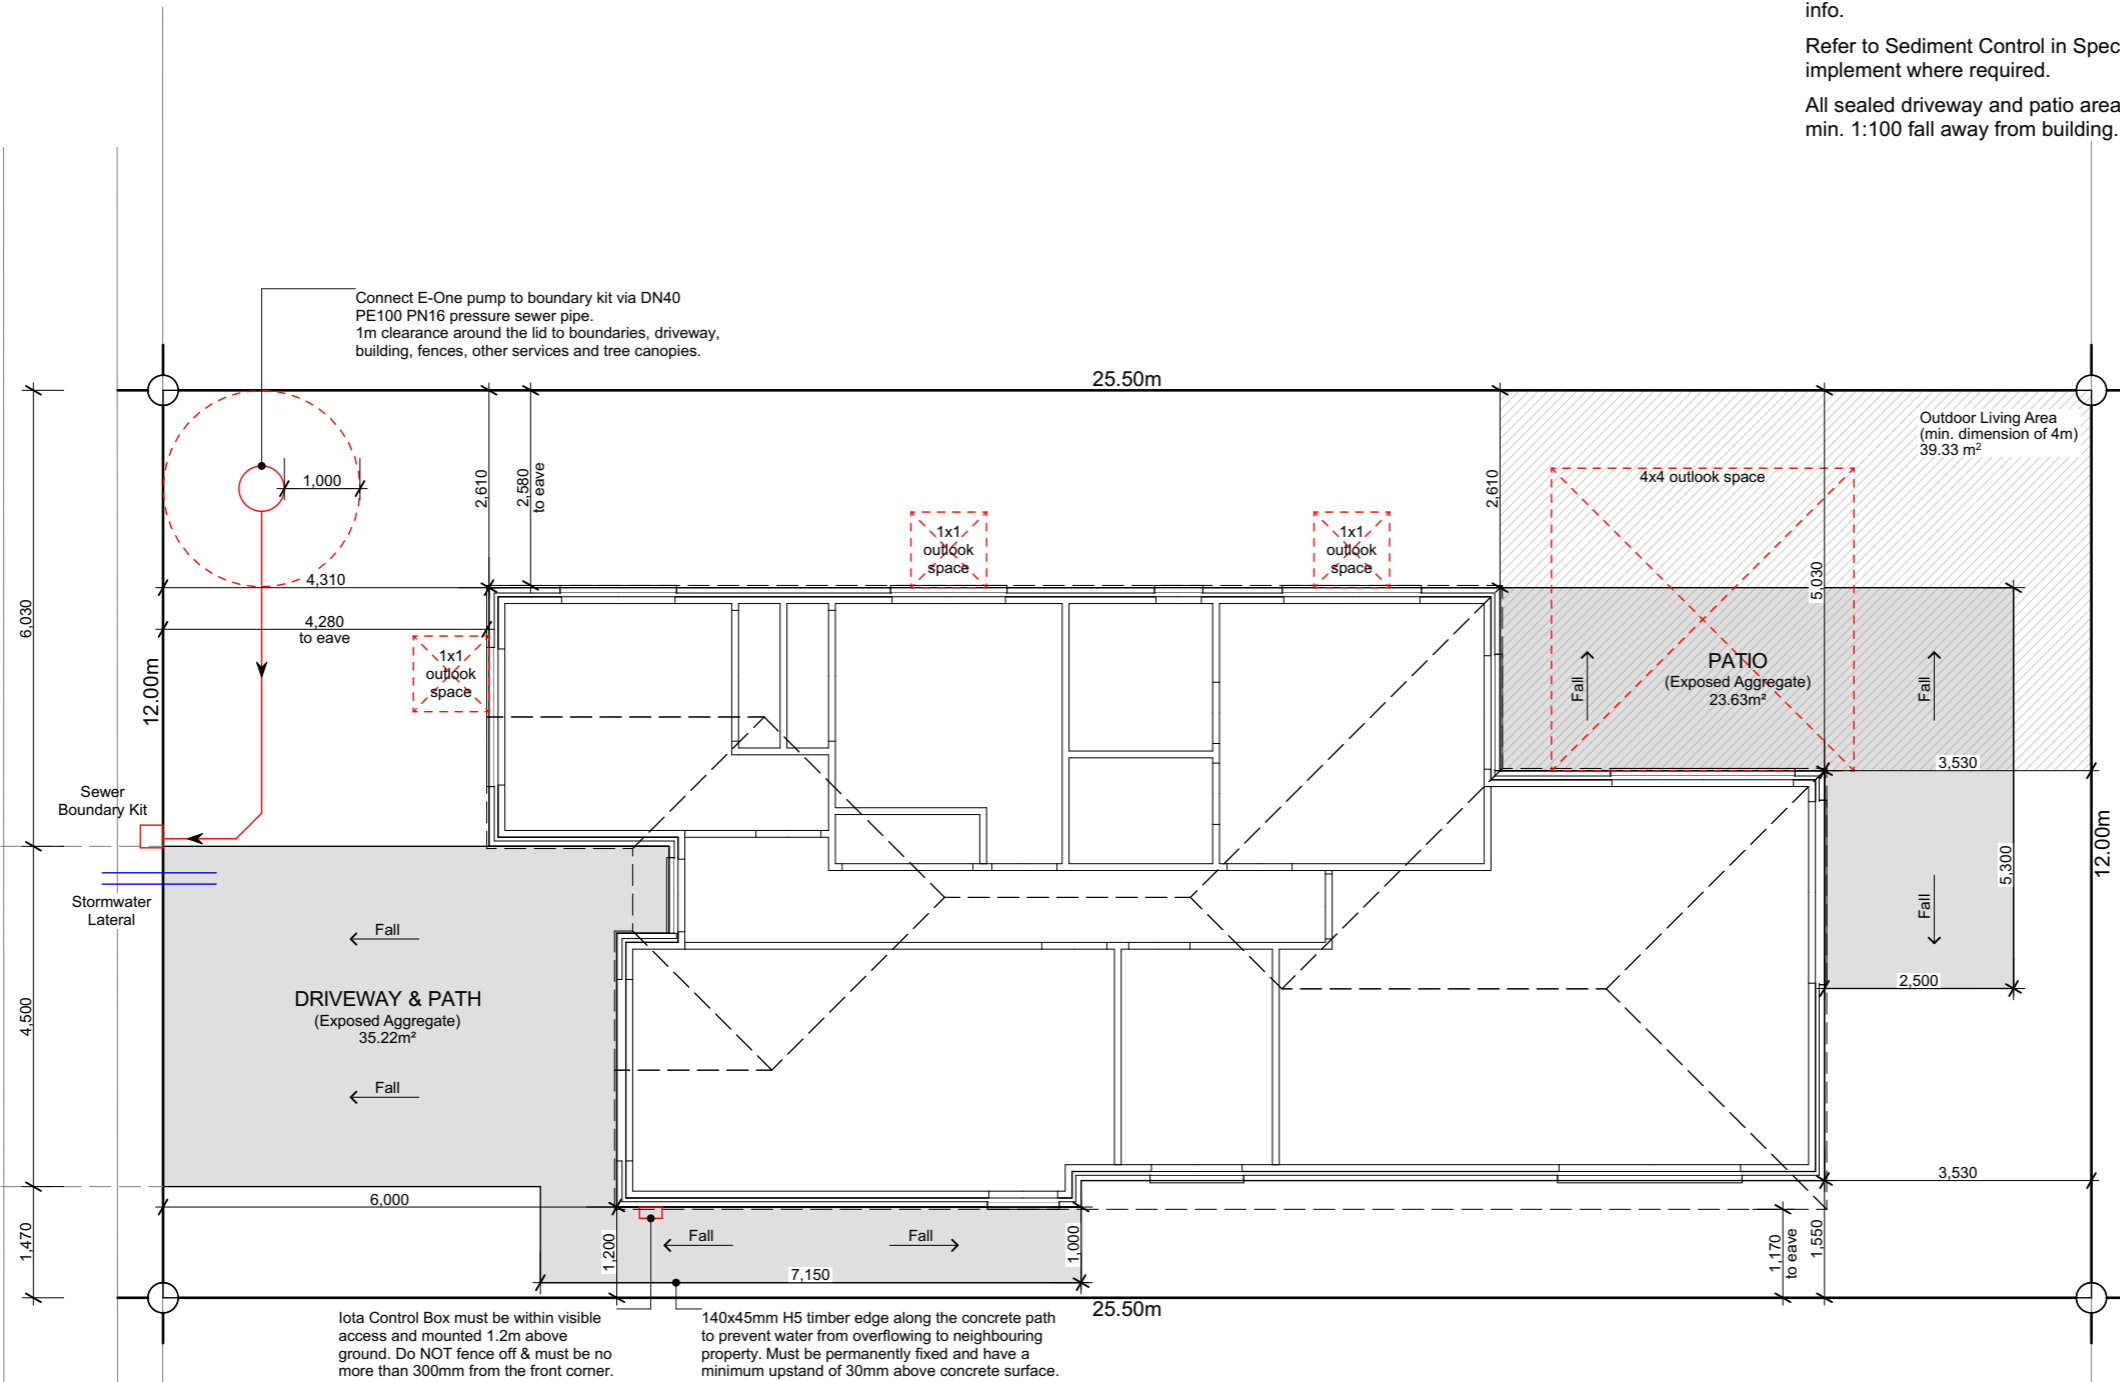 info.
Refer to Sediment Control in Spec
implement where required.
All sealed driveway and patio area
min. 1:100 fall away from building.
Connect E-One pump to boundary kit via DN40
PE100 PN16 pressure sewer pipe.
1m clearance around the lid to boundaries, driveway,
building, fences, other services and tree canopies.
25.50m
Outdoor Living Area
(min. dimension of 4m)
39.33 m²
1,000
2,610
2,580
to eave
2,610
4x4 outlook space
1x1
outlook
space
1x1
outlook
space
5,030
4,310
6,030
4,280
to eave
1x1
outlook
space
12.00m
PATIO
(Exposed Aggregate)
23.63m²
Fall
Fall
3,530
Sewer
Boundary Kit
12.00m
5,300
Stormwater
Lateral
Fall
Fall
2,500
DRIVEWAY & PATH
(Exposed Aggregate)
35.22m²
4,500
Fall
3,530
6,000
1,470
1,200
Fall
Fall
1,000
1,170
to eave
1,550
7,150
25.50m
Iota Control Box must be within visible
access and mounted 1.2m above
ground. Do NOT fence off & must be no
more than 300mm from the front corner.
140x45mm H5 timber edge along the concrete path
to prevent water from overflowing to neighbouring
property. Must be permanently fixed and have a
minimum upstand of 30mm above concrete surface.